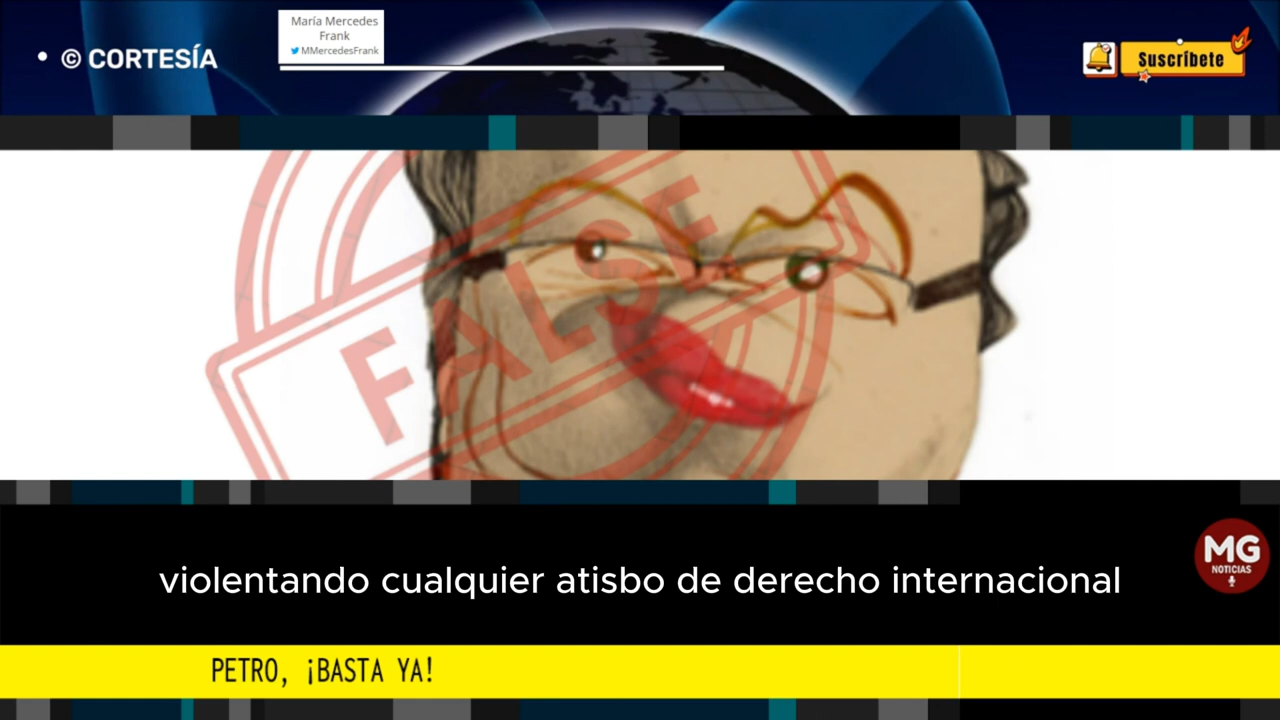 © CORTESÍA
María Mercedes
Frank
MMercedesFrank
Suscríbete
FALSE
violentando cualquier atisbo de derecho internacional
MG
NOTICIAS
PETRO, ¡BASTA YA!